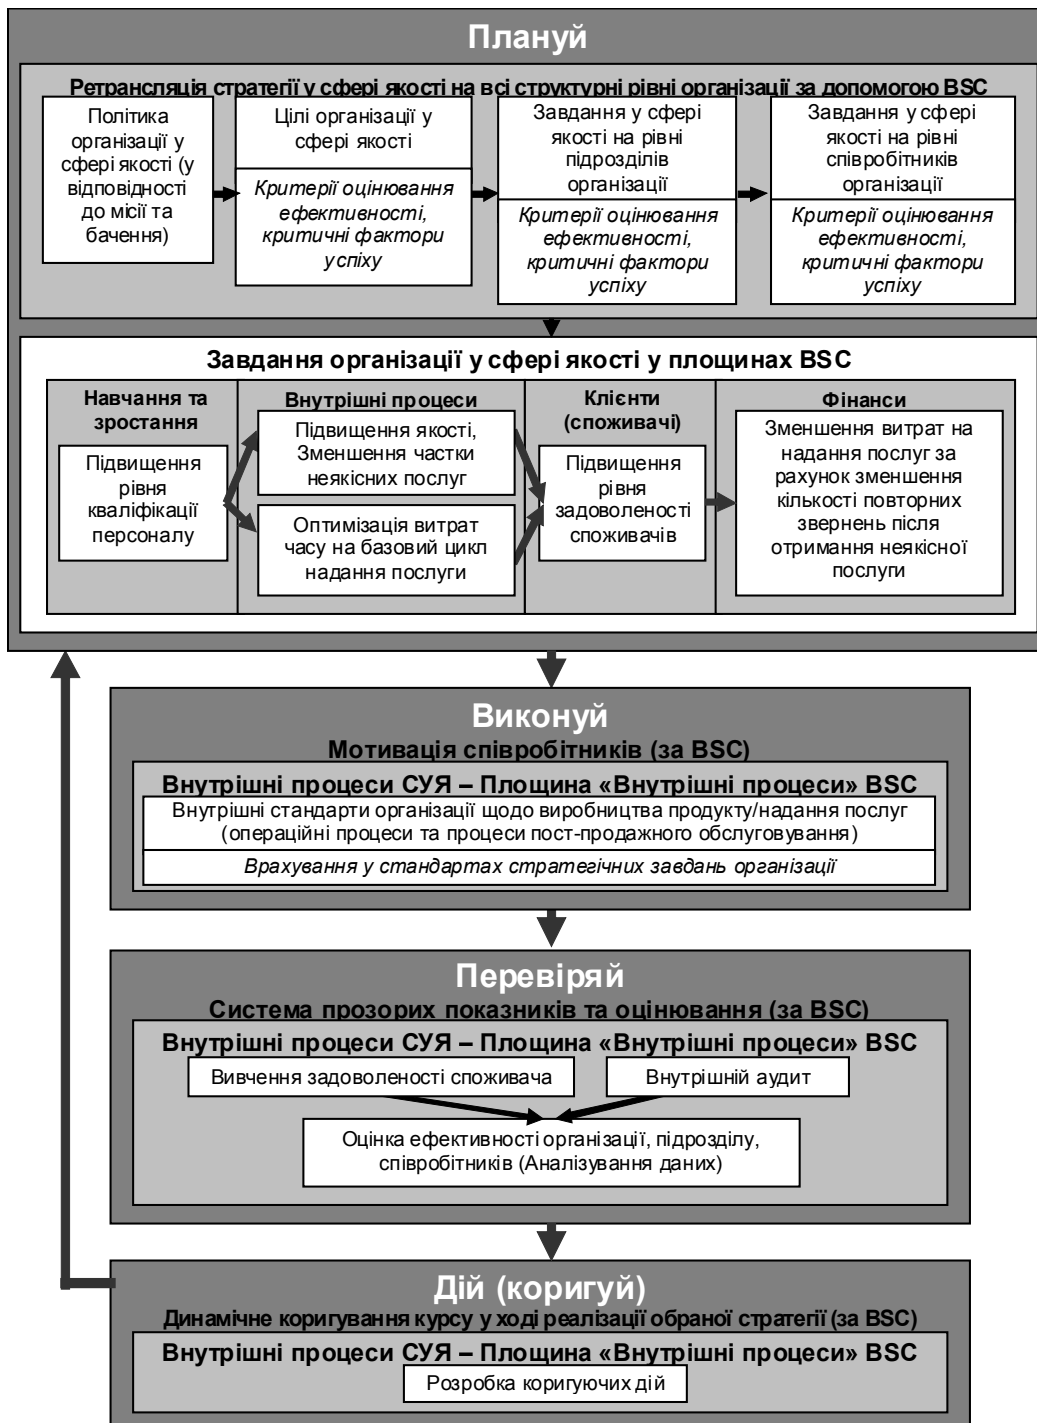 Плануй
Ретрансляція стратегії у сфері якості на всі структурні рівні організації за допомогою BSC
Політика
організації у
сфері якості (у
відповідності
до місії та
бачення)
Цілі організації у
сфері якості
Критерії оцінювання
ефективності,
критичні фактори
успіху
Завдання у сфері
якості на рівні
підрозділів
організації
Критерії оцінювання
ефективності,
критичні фактори
успіху
Завдання у сфері
якості на рівні
співробітників
організації
Критерії оцінювання
ефективності,
критичні фактори
успіху
Завдання організації у сфері якості у площинах BSC
Навчання та
зростання
Підвищення
рівня
кваліфікації
персоналу
Внутрішні процеси
Підвищення якості,
Зменшення частки
неякісних послуг
Оптимізація витрат
часу на базовий цикл
надання послуги
Клієнти
(споживачі)
Підвищення
рівня
задоволеності
споживачів
Фінанси
Зменшення витрат на
надання послуг за
рахунок зменшення
кількості повторних
звернень після
отримання неякісної
послуги
Виконуй
Мотивація співробітників (за BSC)
Внутрішні процеси СУЯ – Площина «Внутрішні процеси» BSC
Внутрішні стандарти організації щодо виробництва продукту/надання послуг
(операційні процеси та процеси пост-продажного обслуговування)
Врахування у стандартах стратегічних завдань організації
Перевіряй
Система прозорих показників та оцінювання (за BSC)
Внутрішні процеси СУЯ – Площина «Внутрішні процеси» BSC
Вивчення задоволеності споживача
Внутрішній аудит
Оцінка ефективності організації, підрозділу,
співробітників (Аналізування даних)
Дій (коригуй)
Динамічне коригування курсу у ході реалізації обраної стратегії (за BSC)
Внутрішні процеси СУЯ – Площина «Внутрішні процеси» BSC
Розробка коригуючих дій